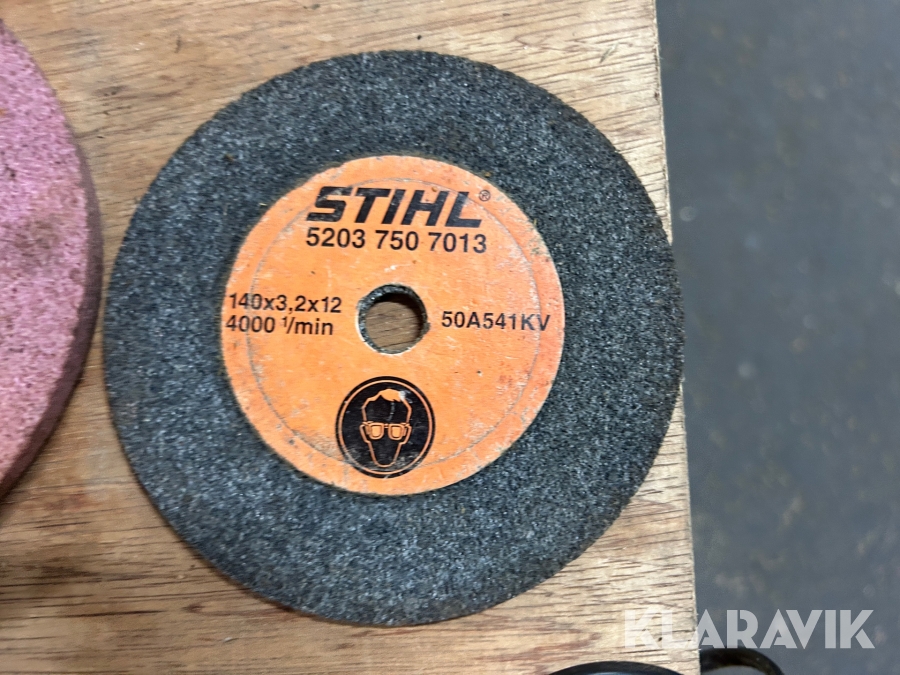 STIHL®
5203 750 7013
140x3,2x12
4000 1/min
50A541KV
KLARAVIK